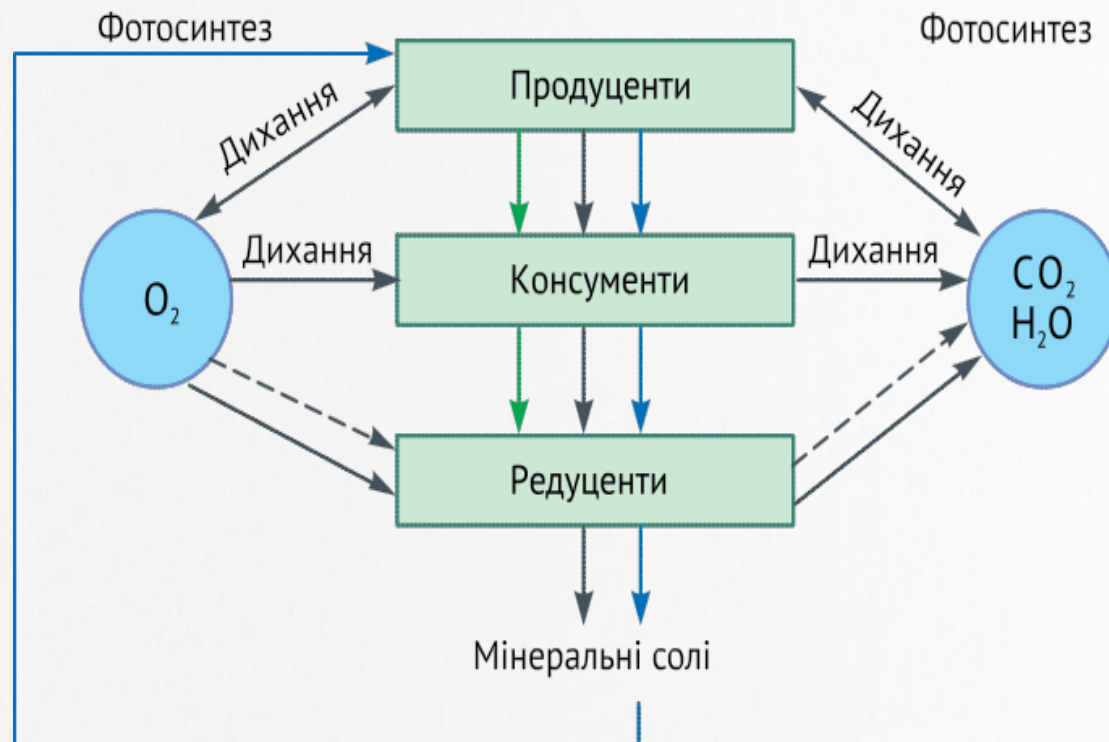 Фотосинтез
Фотосинтез
Продуценти
Дихання
Дихання
Дихання
Консументи
Дихання
O₂
CO₂
H₂O
Редуценти
Мінеральні солі